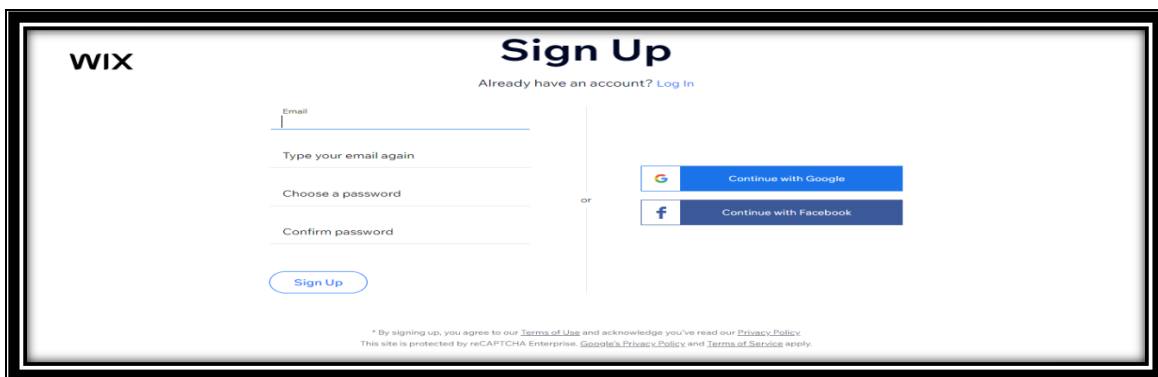 WIX
Sign Up
Already have an account? Log In
Email
Type your email again
Choose a password
Confirm password
Sign Up
or
Continue with Google
Continue with Facebook
* By signing up, you agree to our Terms of Use and acknowledge you've read our Privacy Policy
This site is protected by reCAPTCHA Enterprise. Google's Privacy Policy and Terms of Service apply.